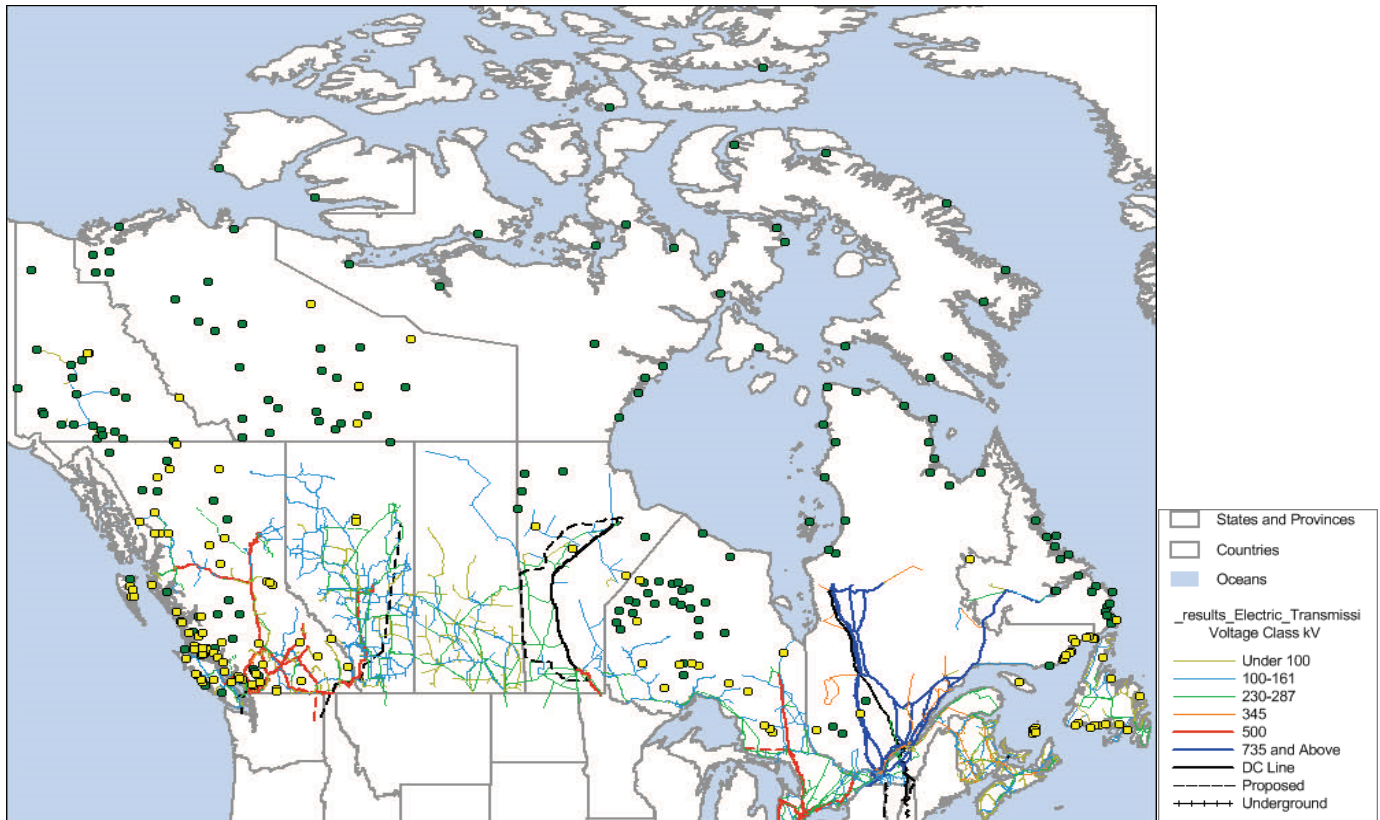 States and Provinces
Countries
Oceans
_results_Electric_Transmissi
Voltage Class kV
Under 100
100-161
230-287
345
500
735 and Above
DC Line
Proposed
Underground